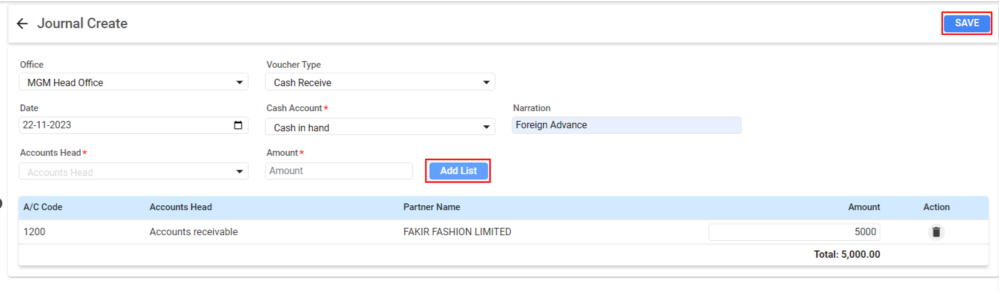 Journal Create
SAVE
Office
Voucher Type
MGM Head Office
Cash Receive
Date
Cash Account*
Narration
22-11-2023
Cash in hand
Foreign Advance
Accounts Head*
Amount*
Accounts Head
Amount
Add List
A/C Code Accounts Head Partner Name Amount Action
1200 Accounts receivable FAKIR FASHION LIMITED 5000
Total: 5,000.00